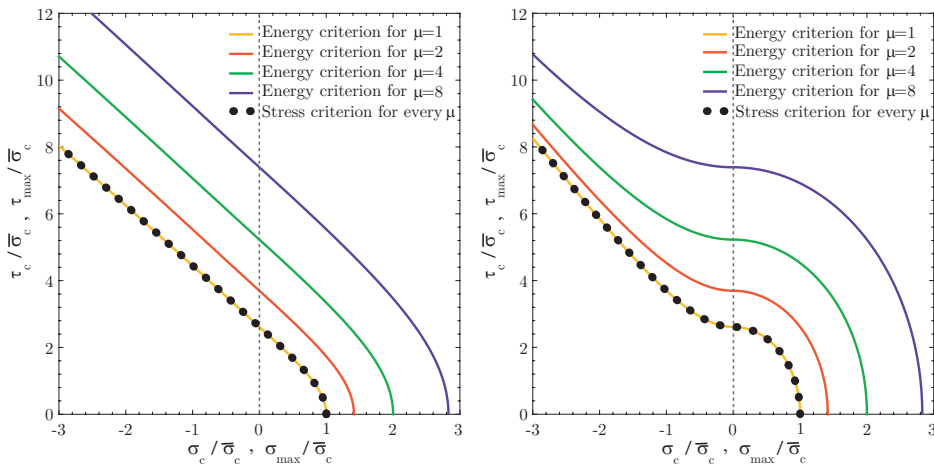 12
10
8
6
4
2
0
-3 -2 -1 0 1 2 3
τc/σ̅c , τmax/σ̅c
σc/σ̅c , σmax/σ̅c
Energy criterion for μ=1
Energy criterion for μ=2
Energy criterion for μ=4
Energy criterion for μ=8
Stress criterion for every μ
12
10
8
6
4
2
0
-3 -2 -1 0 1 2 3
τc/σ̅c , τmax/σ̅c
σc/σ̅c , σmax/σ̅c
Energy criterion for μ=1
Energy criterion for μ=2
Energy criterion for μ=4
Energy criterion for μ=8
Stress criterion for every μ